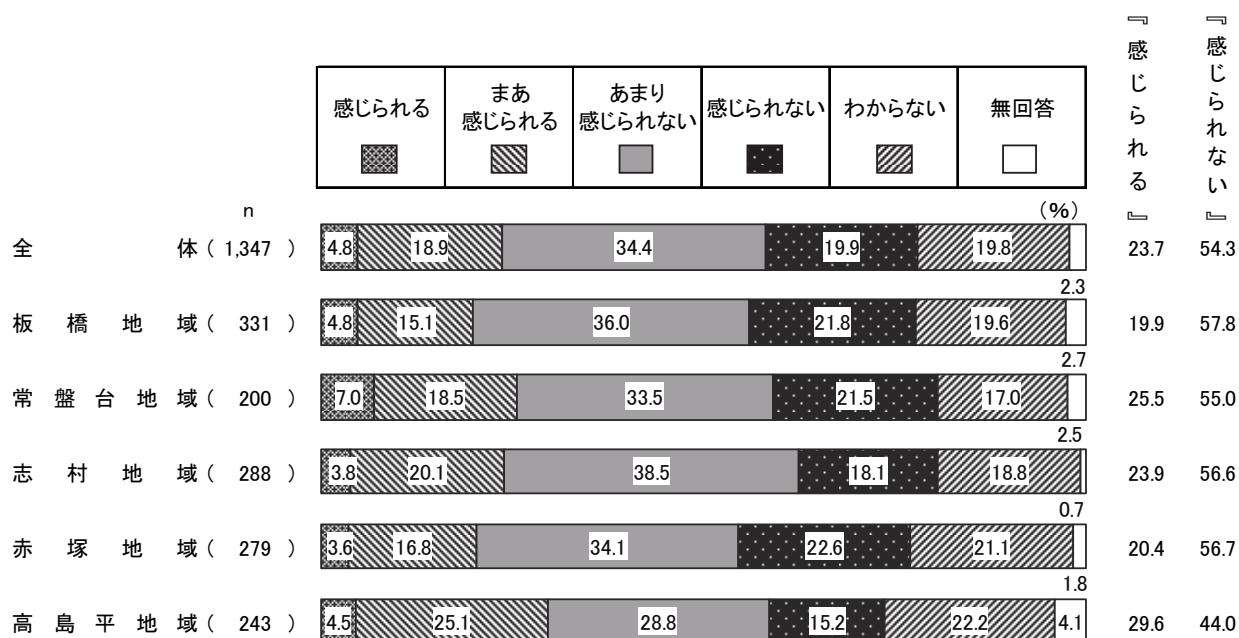 『感じられる』
『感じられない』
感じられる
まあ
感じられる
あまり
感じられない
感じられない
わからない
無回答
n
(%)
全体( 1,347 ) 4.8 18.9 34.4 19.9 19.8 2.3 23.7 54.3
板橋地域( 331 ) 4.8 15.1 36.0 21.8 19.6 2.7 19.9 57.8
常盤台地域( 200 ) 7.0 18.5 33.5 21.5 17.0 2.5 25.5 55.0
志村地域( 288 ) 3.8 20.1 38.5 18.1 18.8 0.7 23.9 56.6
赤塚地域( 279 ) 3.6 16.8 34.1 22.6 21.1 1.8 20.4 56.7
高島平地域( 243 ) 4.5 25.1 28.8 15.2 22.2 4.1 29.6 44.0